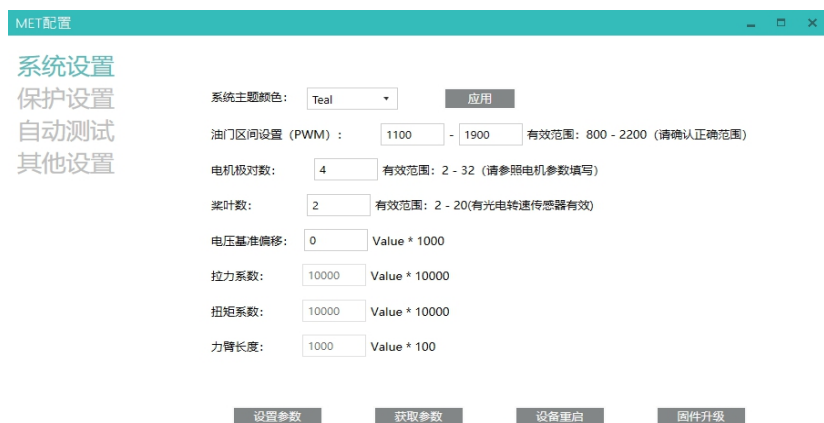 MET配置
系统设置
保护设置
自动测试
其他设置
系统主题颜色： Teal 应用
油门区间设置（PWM）： 1100 - 1900 有效范围：800 - 2200（请确认正确范围）
电机极对数： 4 有效范围：2 - 32（请参照电机参数填写）
桨叶数： 2 有效范围：2 - 20(有光电转速传感器有效)
电压基准偏移： 0 Value * 1000
拉力系数： 10000 Value * 10000
扭矩系数： 10000 Value * 10000
力臂长度： 1000 Value * 100
设置参数 获取参数 设备重启 固件升级